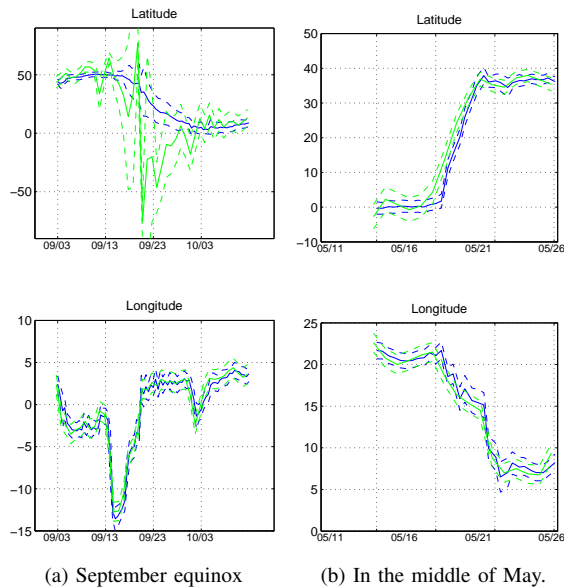 Latitude
50
0
−50
09/03 09/13 09/23 10/03
Latitude
50
40
30
20
10
0
−10
05/11 05/16 05/21 05/26
Longitude
10
5
0
−5
−10
−15
09/03 09/13 09/23 10/03
Longitude
25
20
15
10
5
0
05/11 05/16 05/21 05/26
(a) September equinox
(b) In the middle of May.